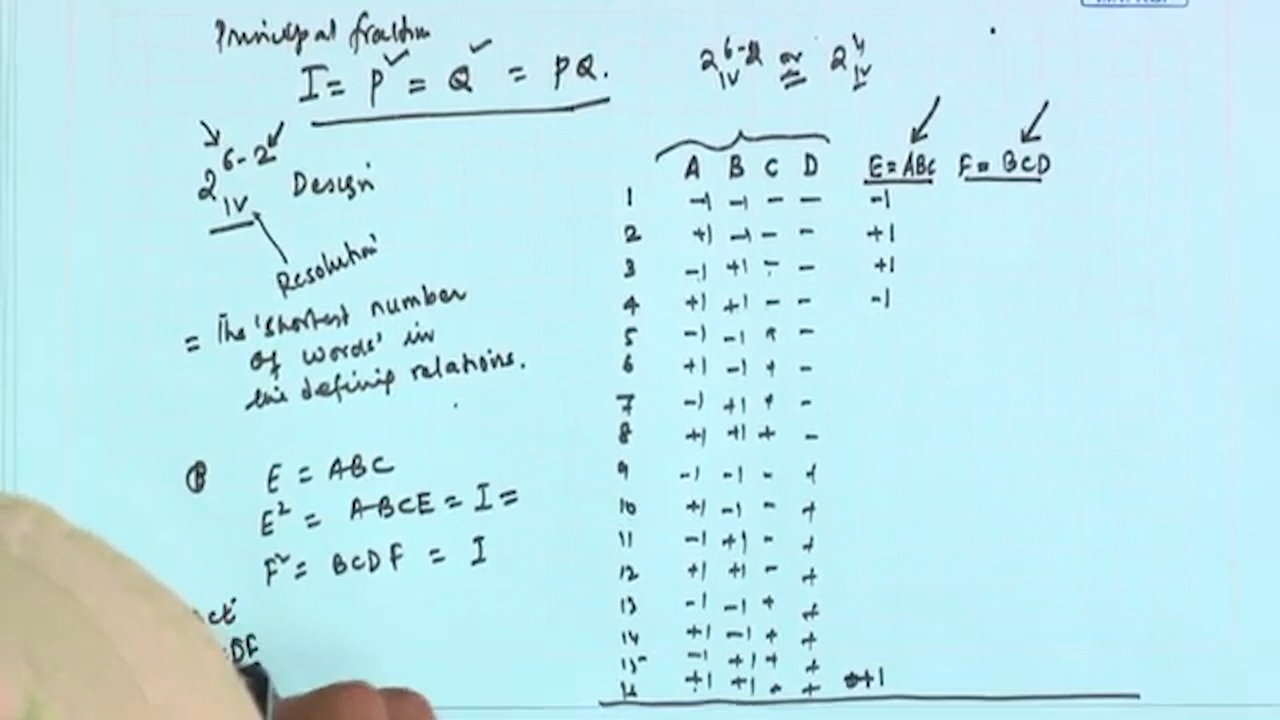 Principal fraction
I = P = Q = PQ.
2 6-2 IV Design
Resolution
= The 'shortest number
of words' in
the defining relations.
E = ABC
E² = ABCE = I =
F² = BCDF = I
2 6-2 IV or 2 4 IV
A B C D E = ABC F = BCD
1 -1 -1 - - -1
2 +1 -1 - - +1
3 -1 +1 - - +1
4 +1 +1 - - -1
5 -1 -1 + -
6 +1 -1 + -
7 -1 +1 + -
8 +1 +1 + -
9 -1 -1 - +
10 +1 -1 - +
11 -1 +1 - +
12 +1 +1 - +
13 -1 -1 + +
14 +1 -1 + +
15 -1 +1 + +
16 +1 +1 + + +1